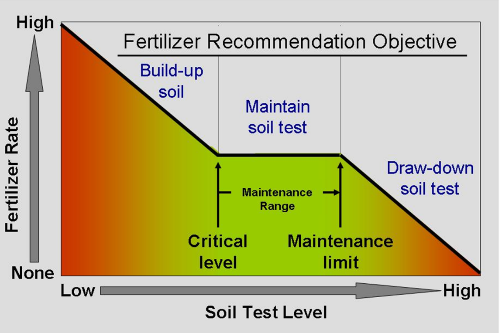 High
Fertilizer Recommendation Objective
Build-up
soil
Maintain
soil test
Draw-down
soil test
Fertilizer Rate
Maintenance
Range
Critical
level
Maintenance
limit
None
Low
High
Soil Test Level